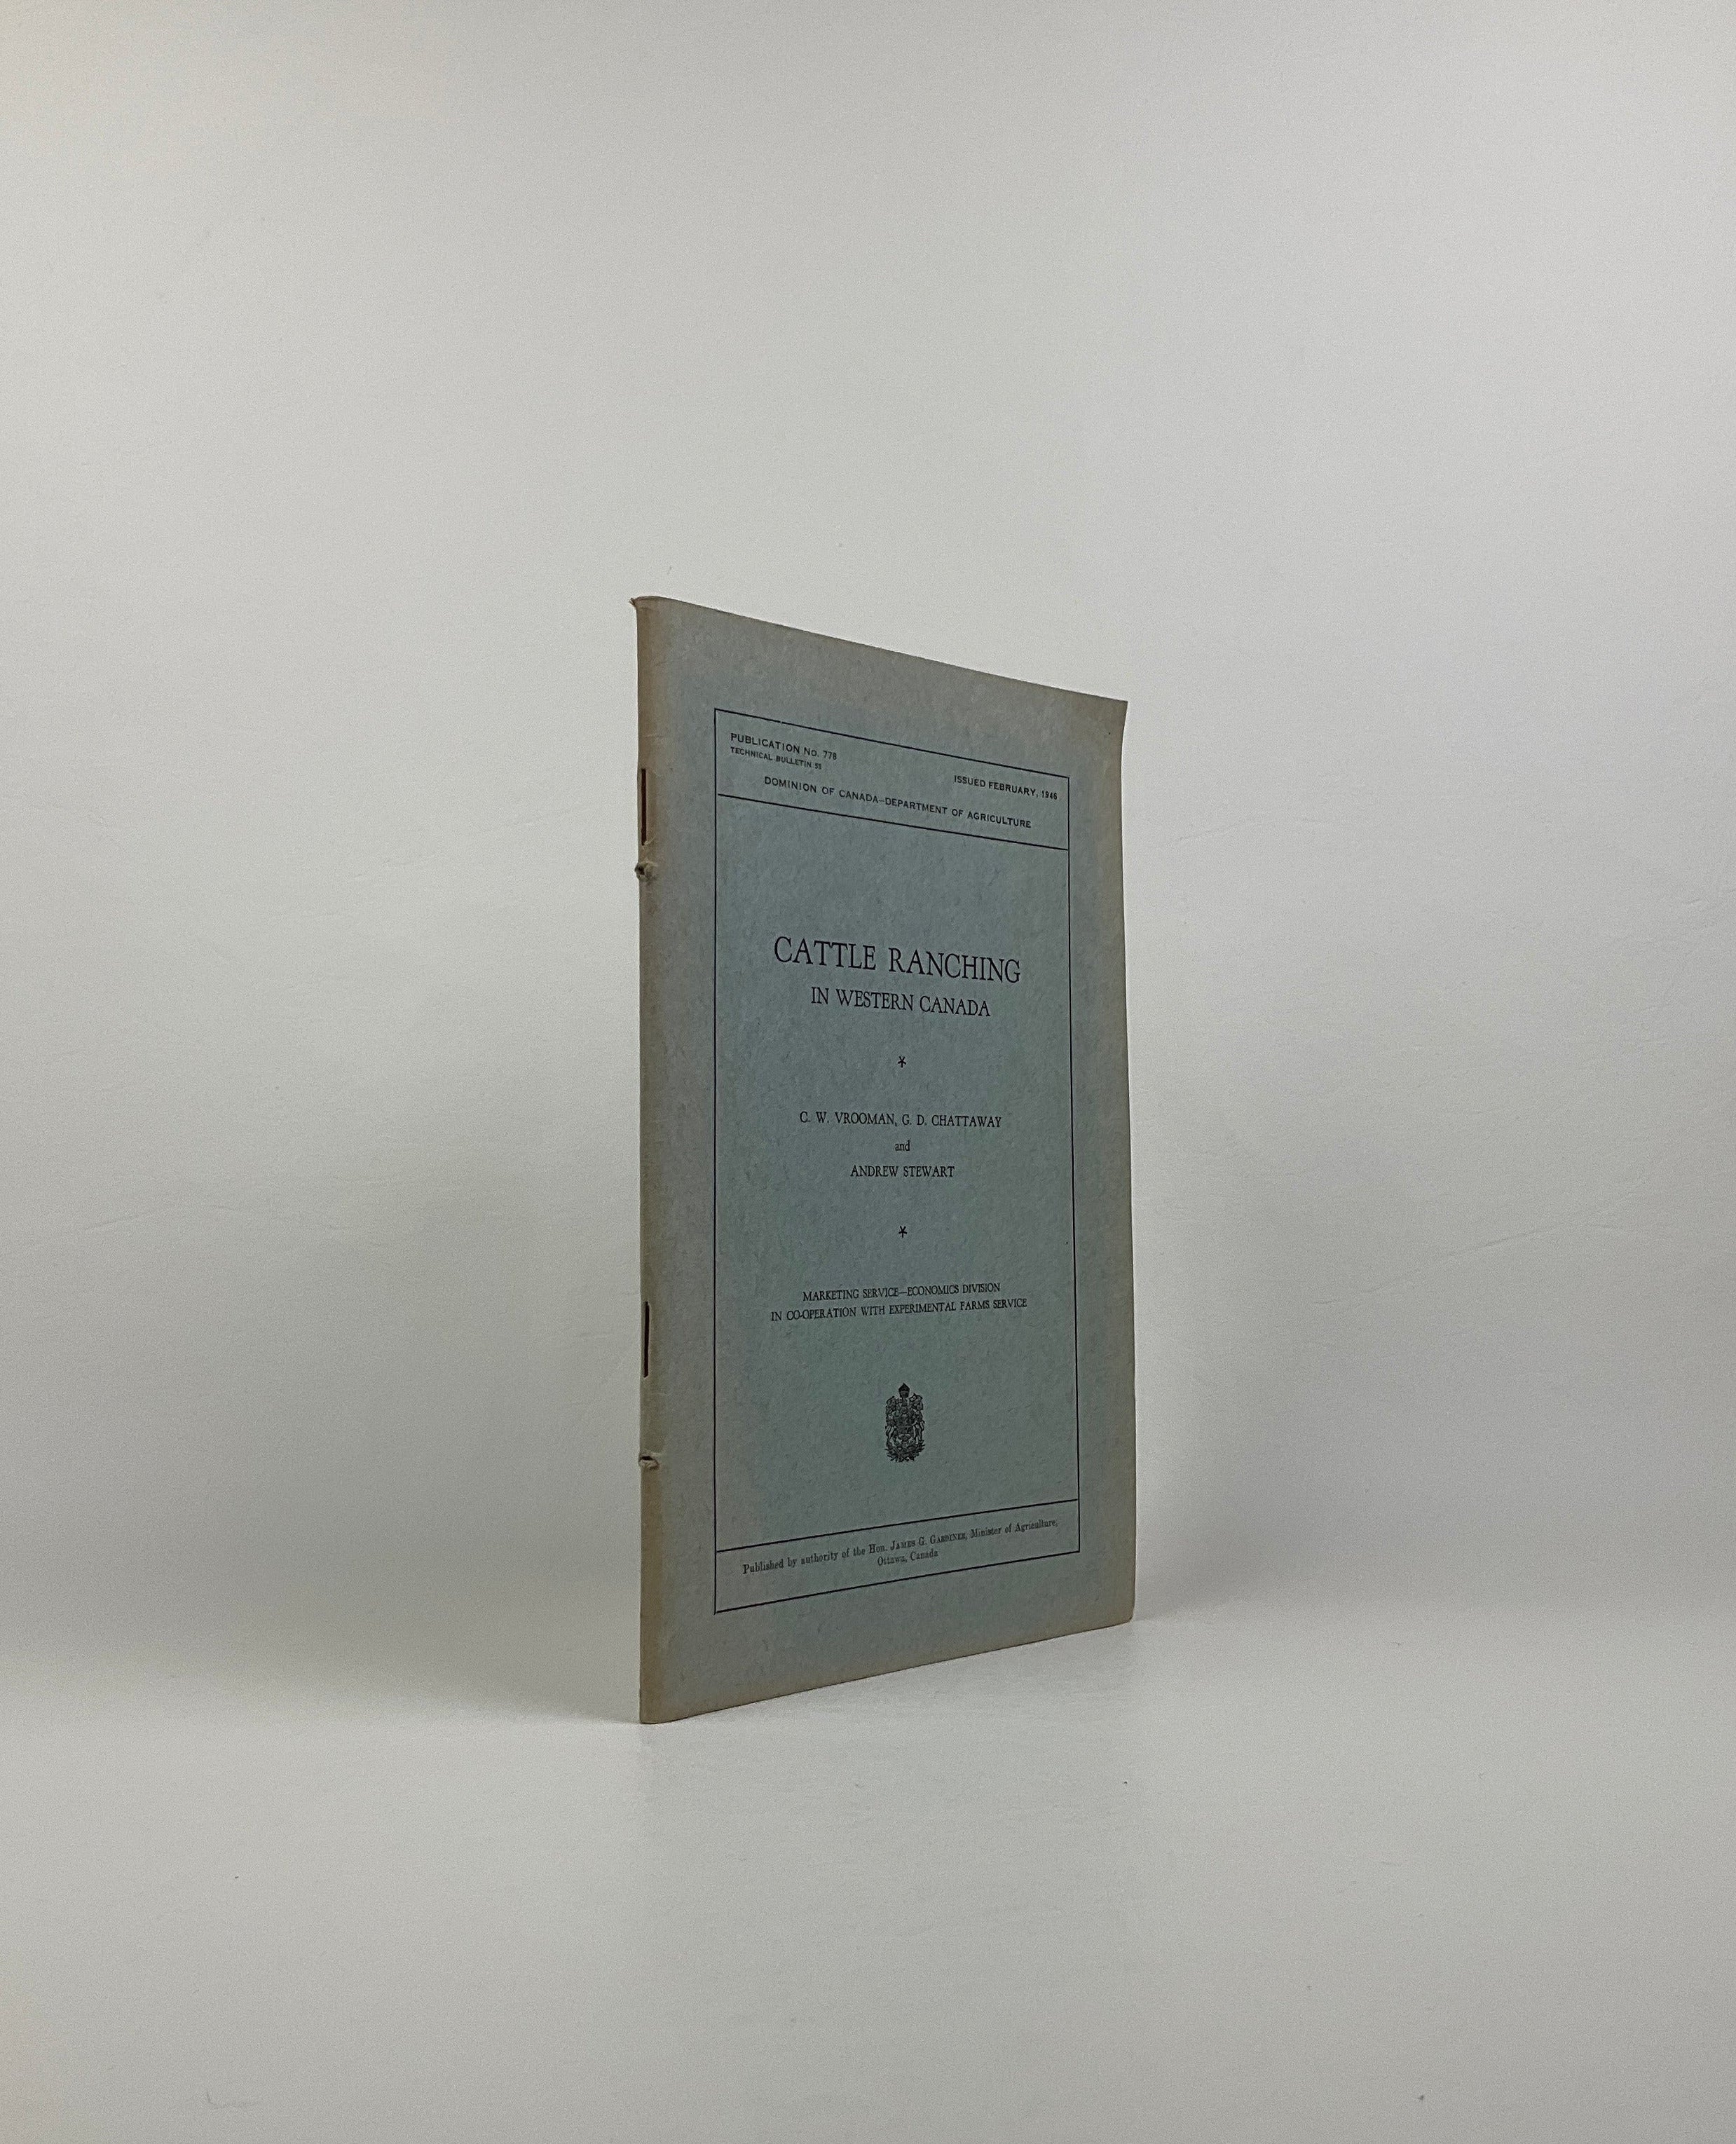 PUBLICATION No. 778
TECHNICAL BULLETIN 55
ISSUED FEBRUARY, 1946
DOMINION OF CANADA—DEPARTMENT OF AGRICULTURE
CATTLE RANCHING
IN WESTERN CANADA
*
C. W. VROOMAN, G. D. CHATTAWAY
and
ANDREW STEWART
*
MARKETING SERVICE—ECONOMICS DIVISION
IN CO-OPERATION WITH EXPERIMENTAL FARMS SERVICE
Published by authority of the Hon. JAMES G. GARDINER, Minister of Agriculture,
Ottawa, Canada